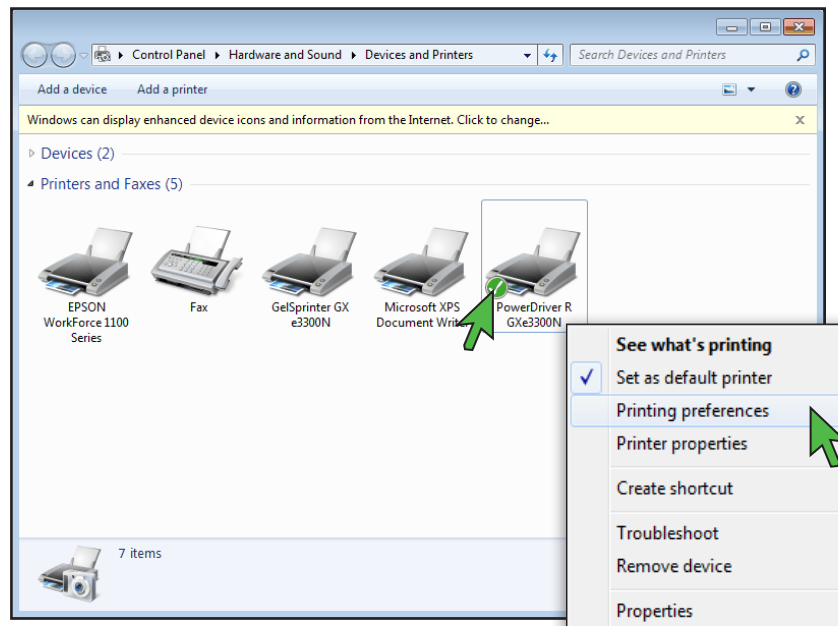 Control Panel Hardware and Sound Devices and Printers Search Devices and Printers
Add a device Add a printer
Windows can display enhanced device icons and information from the Internet. Click to change... x
Devices (2)
Printers and Faxes (5)
EPSON
WorkForce 1100
Series
Fax
GelSprinter GX
e3300N
Microsoft XPS
Document Writer
PowerDriver R
GXe3300N
See what's printing
Set as default printer
Printing preferences
Printer properties
Create shortcut
Troubleshoot
Remove device
Properties
7 items